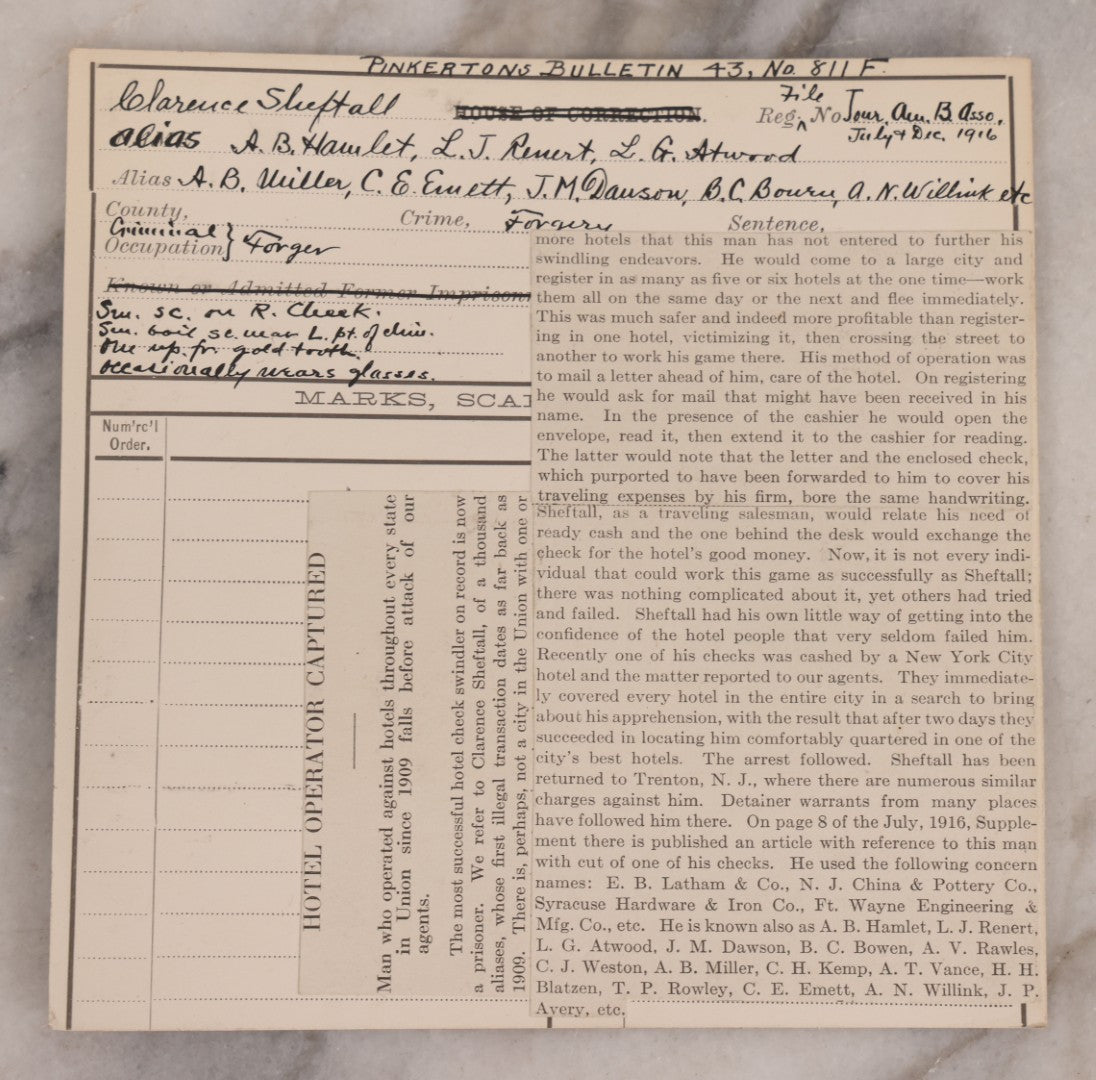 PINKERTONS BULLETIN 43, No. 811 F.
Clarence Sheftall
HOUSE OF CORRECTION.
File
Reg. No Jour. Am. B. Asso.
July & Dec. 1916
alias A. B. Hamlet, L. J. Renert, L. G. Atwood
Alias A. B. Miller, C. E. Emett, J. M. Dawson, B. C. Bourn, A. N. Willink etc
County, Crime, Forgery Sentence,
Criminal
Occupation} Forger
Known or Admitted Former Imprison
Sm. sc. on R. Cheek.
Sm. boil sc. near L. pt. of chin.
One up. fr. gold tooth.
Occasionally wears glasses.
MARKS, SCA
Num'rc'l
Order.
HOTEL OPERATOR CAPTURED
Man who operated against hotels throughout every state
in Union since 1909 falls before attack of our
agents.
The most successful hotel check swindler on record is now
a prisoner. We refer to Clarence Sheftall, of a thousand
aliases, whose first illegal transaction dates as far back as
1909. There is, perhaps, not a city in the Union with one or
more hotels that this man has not entered to further his
swindling endeavors. He would come to a large city and
register in as many as five or six hotels at the one time—work
them all on the same day or the next and flee immediately.
This was much safer and indeed more profitable than register-
ing in one hotel, victimizing it, then crossing the street to
another to work his game there. His method of operation was
to mail a letter ahead of him, care of the hotel. On registering
he would ask for mail that might have been received in his
name. In the presence of the cashier he would open the
envelope, read it, then extend it to the cashier for reading.
The latter would note that the letter and the enclosed check,
which purported to have been forwarded to him to cover his
traveling expenses by his firm, bore the same handwriting.
Sheftall, as a traveling salesman, would relate his need of
ready cash and the one behind the desk would exchange the
check for the hotel's good money. Now, it is not every indi-
vidual that could work this game as successfully as Sheftall;
there was nothing complicated about it, yet others had tried
and failed. Sheftall had his own little way of getting into the
confidence of the hotel people that very seldom failed him.
Recently one of his checks was cashed by a New York City
hotel and the matter reported to our agents. They immediate-
ly covered every hotel in the entire city in a search to bring
about his apprehension, with the result that after two days they
succeeded in locating him comfortably quartered in one of the
city's best hotels. The arrest followed. Sheftall has been
returned to Trenton, N. J., where there are numerous similar
charges against him. Detainer warrants from many places
have followed him there. On page 8 of the July, 1916, Supple-
ment there is published an article with reference to this man
with cut of one of his checks. He used the following concern
names: E. B. Latham & Co., N. J. China & Pottery Co.,
Syracuse Hardware & Iron Co., Ft. Wayne Engineering &
Mfg. Co., etc. He is known also as A. B. Hamlet, L. J. Renert,
L. G. Atwood, J. M. Dawson, B. C. Bowen, A. V. Rawles,
C. J. Weston, A. B. Miller, C. H. Kemp, A. T. Vance, H. H.
Blatzen, T. P. Rowley, C. E. Emett, A. N. Willink, J. P.
Avery, etc.